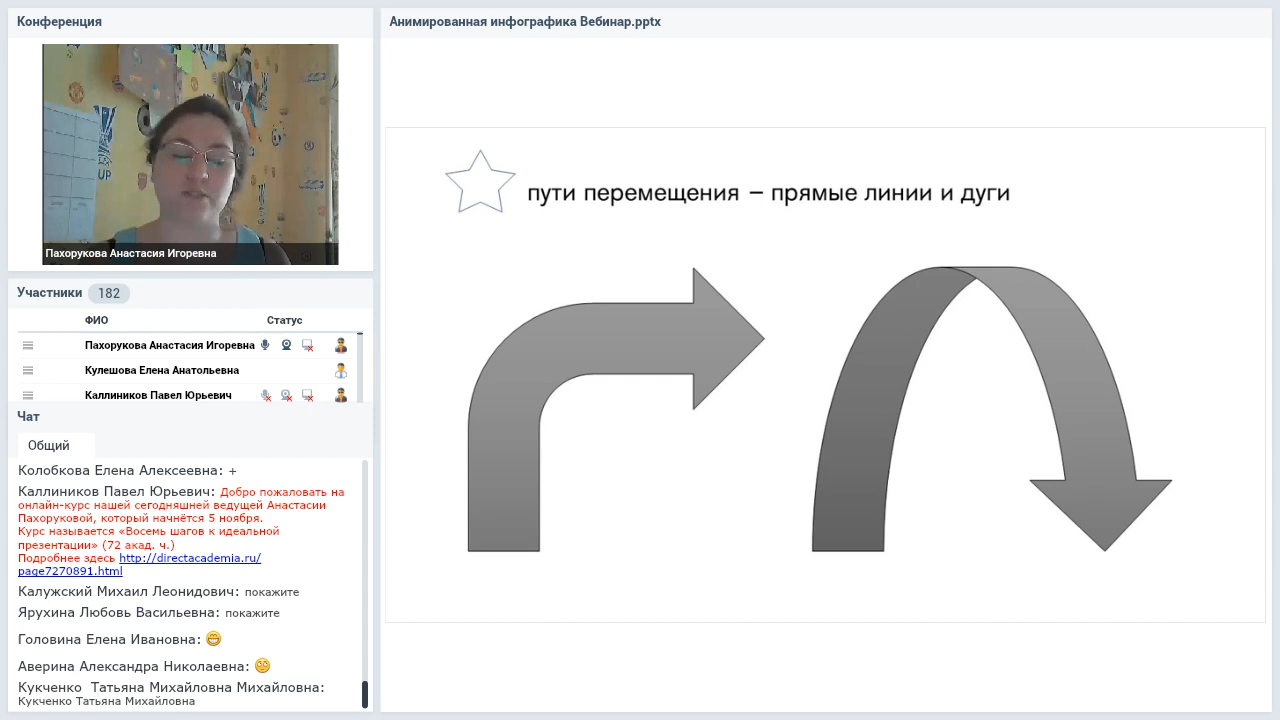 Конференция
Пахорукова Анастасия Игоревна
Участники 182
ФИО Статус
Пахорукова Анастасия Игоревна
Кулешова Елена Анатольевна
Каллиников Павел Юрьевич
Чат
Общий
Колобкова Елена Алексеевна: +
Каллиников Павел Юрьевич: Добро пожаловать на
онлайн-курс нашей сегодняшней ведущей Анастасии
Пахоруковой, который начнётся 5 ноября.
Курс называется «Восемь шагов к идеальной
презентации» (72 акад. ч.)
Подробнее здесь http://directacademia.ru/
page7270891.html
Калужский Михаил Леонидович: покажите
Ярухина Любовь Васильевна: покажите
Головина Елена Ивановна:
Аверина Александра Николаевна:
Кукченко Татьяна Михайловна Михайловна:
Кукченко Татьяна Михайловна
Анимированная инфографика Вебинар.pptx
пути перемещения – прямые линии и дуги